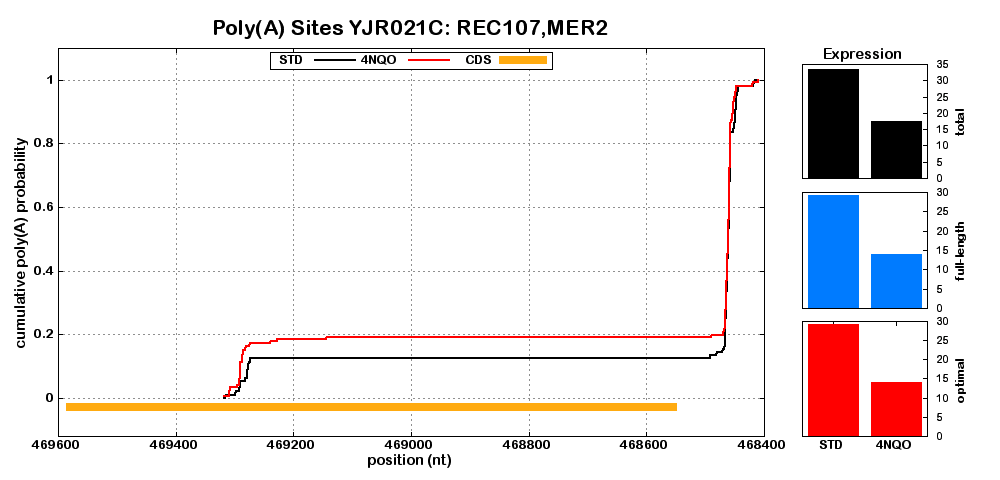 Poly(A) Sites YJR021C: REC107,MER2
STD 4NQO CDS
cumulative poly(A) probability
1
0.8
0.6
0.4
0.2
0
469600 469400 469200 469000 468800 468600 468400
position (nt)
Expression
35
30
25
20
15
10
5
0
total
30
25
20
15
10
5
0
full-length
30
25
20
15
10
5
0
optimal
STD 4NQO